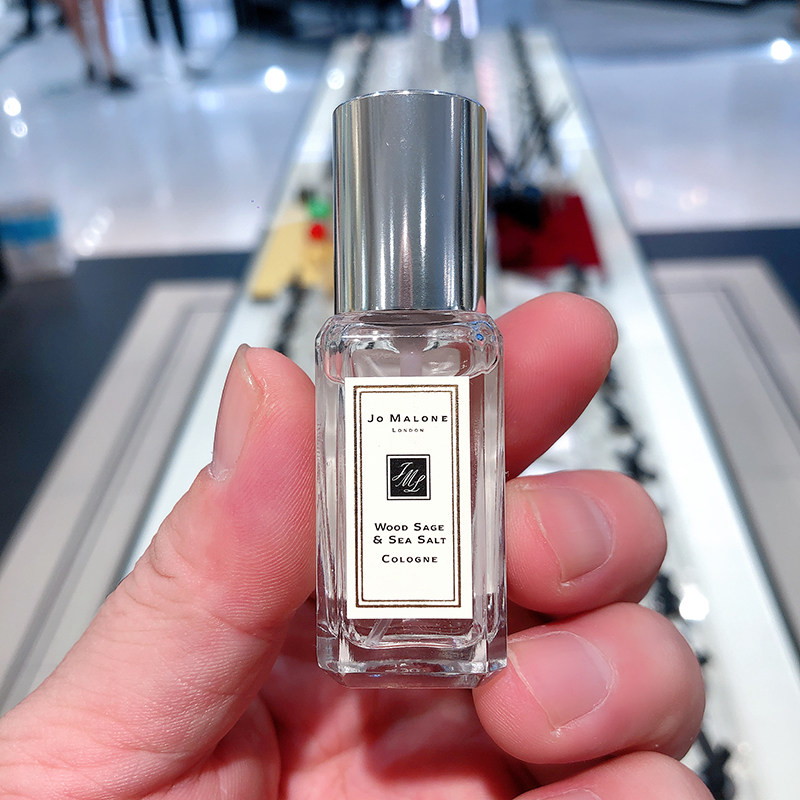 JO MALONE
LONDON
JML
WOOD SAGE
& SEA SALT
COLOGNE